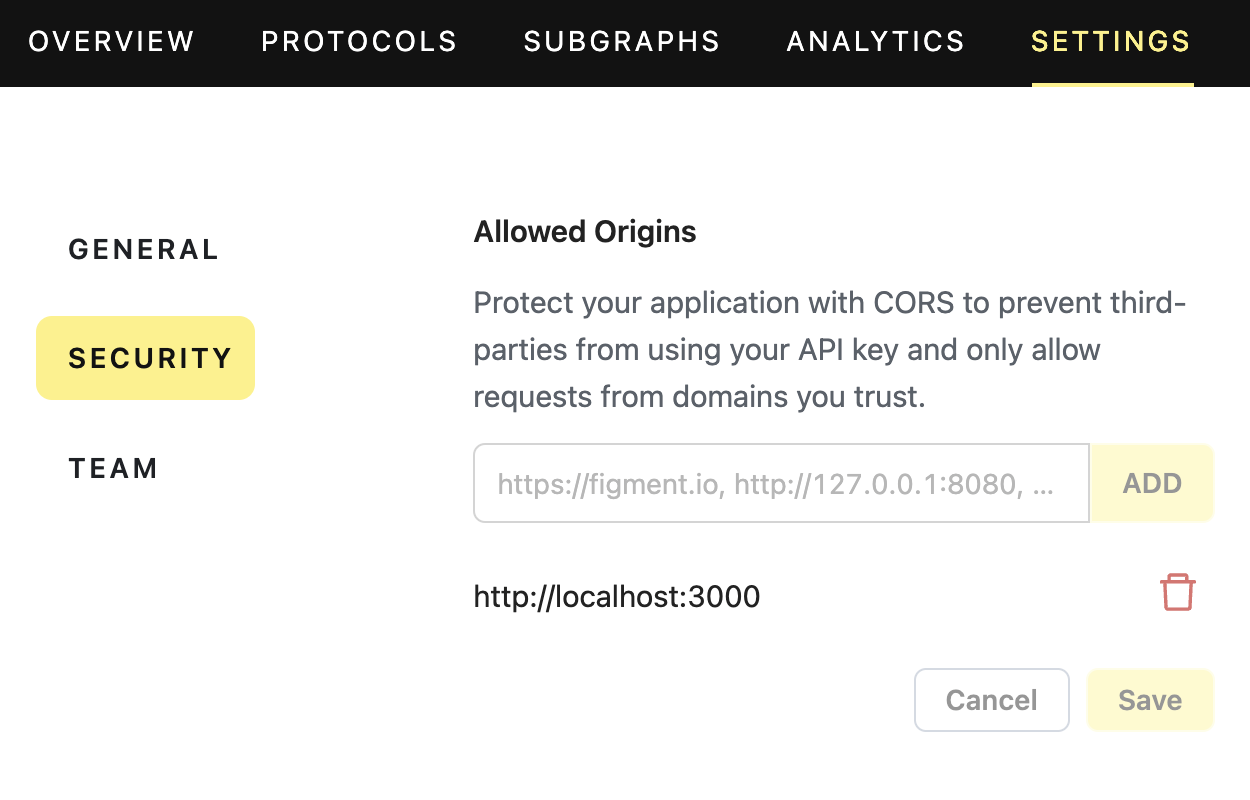 OVERVIEW PROTOCOLS SUBGRAPHS ANALYTICS SETTINGS
GENERAL
SECURITY
TEAM
Allowed Origins
Protect your application with CORS to prevent third-
parties from using your API key and only allow
requests from domains you trust.
https://figment.io, http://127.0.0.1:8080, ...
ADD
http://localhost:3000
Cancel
Save